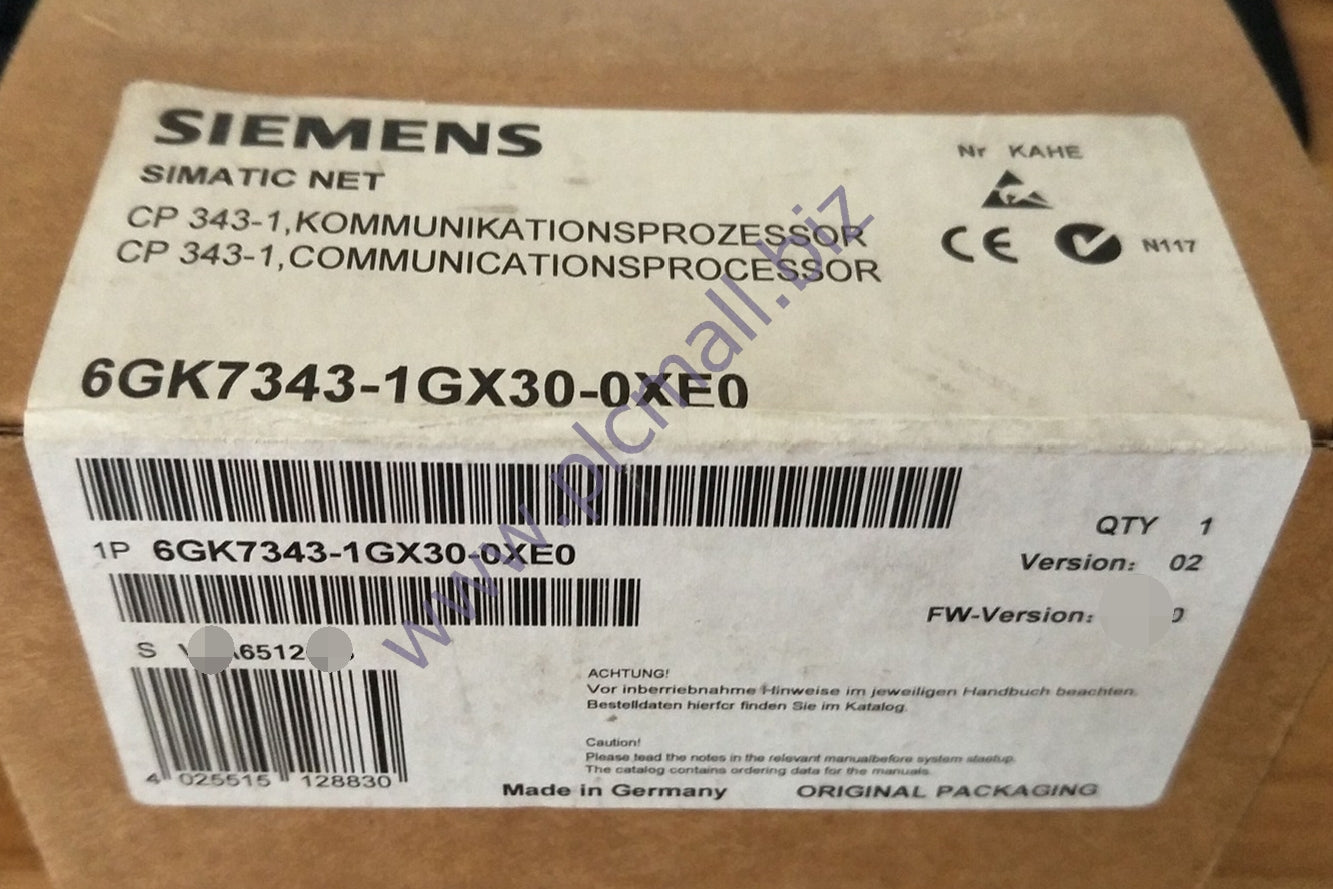 SIEMENS
SIMATIC NET
CP 343-1,KOMMUNIKATIONSPROZESSOR
CP 343-1,COMMUNICATIONSPROCESSOR
Nr KAHE
CE
N117
6GK7343-1GX30-0XE0
1P 6GK7343-1GX30-0XE0
QTY 1
Version: 02
FW-Version:
S
6512
4 025515 128830
ACHTUNG!
Vor inberriebnahme Hinweise im jeweiligen Handbuch beachten.
Bestelldaten hierfcr finden Sie im Katalog.
Caution!
Please tead the notes in the relevant manualbefore system staetup.
The catalog contains ordering data for the manuals.
Made in Germany
ORIGINAL PACKAGING
www.plcmall.biz